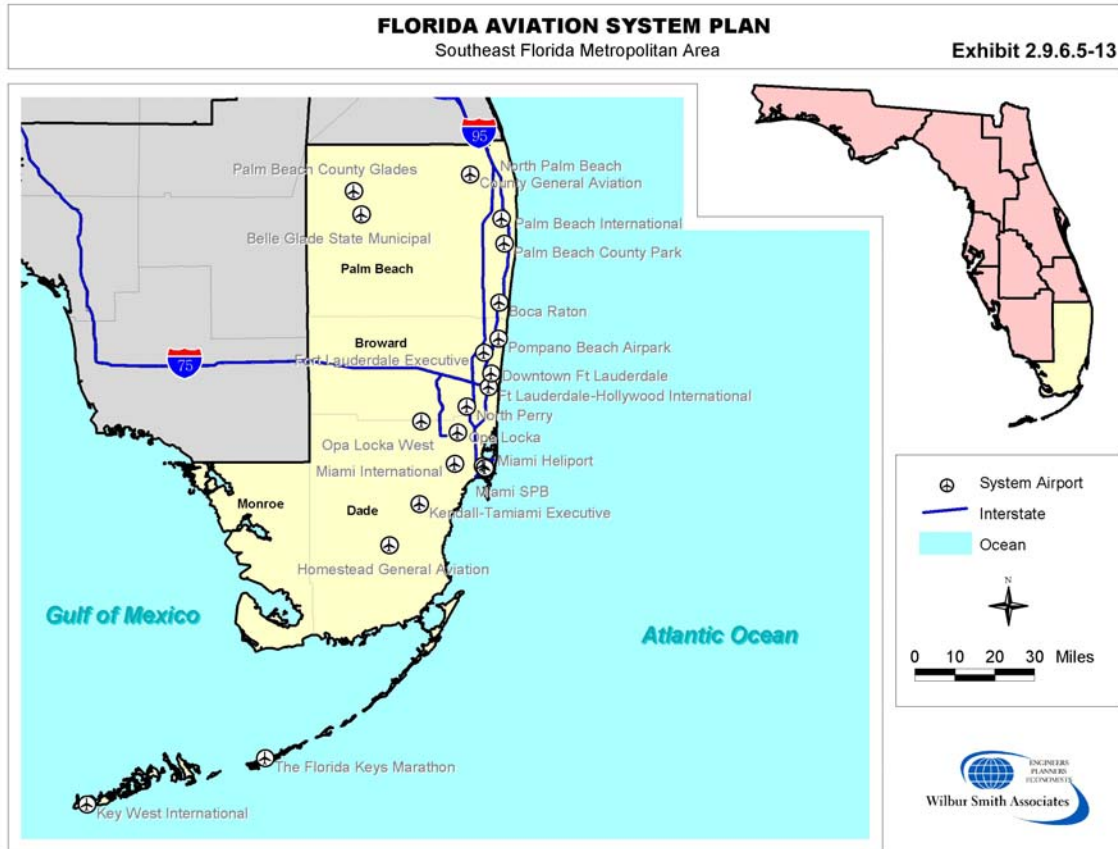 FLORIDA AVIATION SYSTEM PLAN
Southeast Florida Metropolitan Area
Exhibit 2.9.6.5-13
95
Palm Beach County Glades
North Palm Beach
County General Aviation
Belle Glade State Municipal
Palm Beach International
Palm Beach County Park
Palm Beach
Boca Raton
Broward
Pompano Beach Airpark
Fort Lauderdale Executive
75
Downtown Ft Lauderdale
Ft Lauderdale-Hollywood International
North Perry
Opa Locka West
Opa Locka
Miami International
Miami Heliport
Miami SPB
Monroe
Dade
Kendall-Tamiami Executive
Homestead General Aviation
Gulf of Mexico
Atlantic Ocean
The Florida Keys Marathon
Key West International
System Airport
Interstate
Ocean
N
0 10 20 30 Miles
ENGINEERS
PLANNERS
ECONOMISTS
Wilbur Smith Associates